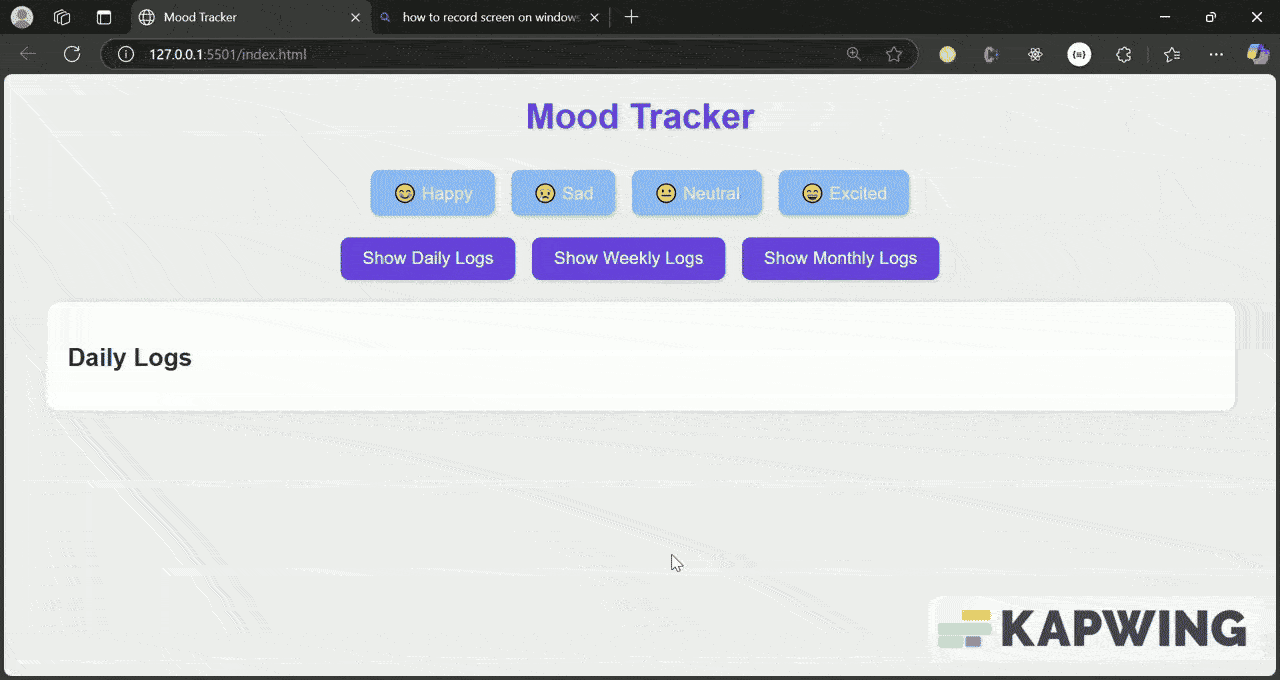 Mood Tracker
how to record screen on windows
127.0.0.1:5501/index.html
Mood Tracker
😊 Happy
😟 Sad
😐 Neutral
😄 Excited
Show Daily Logs
Show Weekly Logs
Show Monthly Logs
Daily Logs
KAPWING